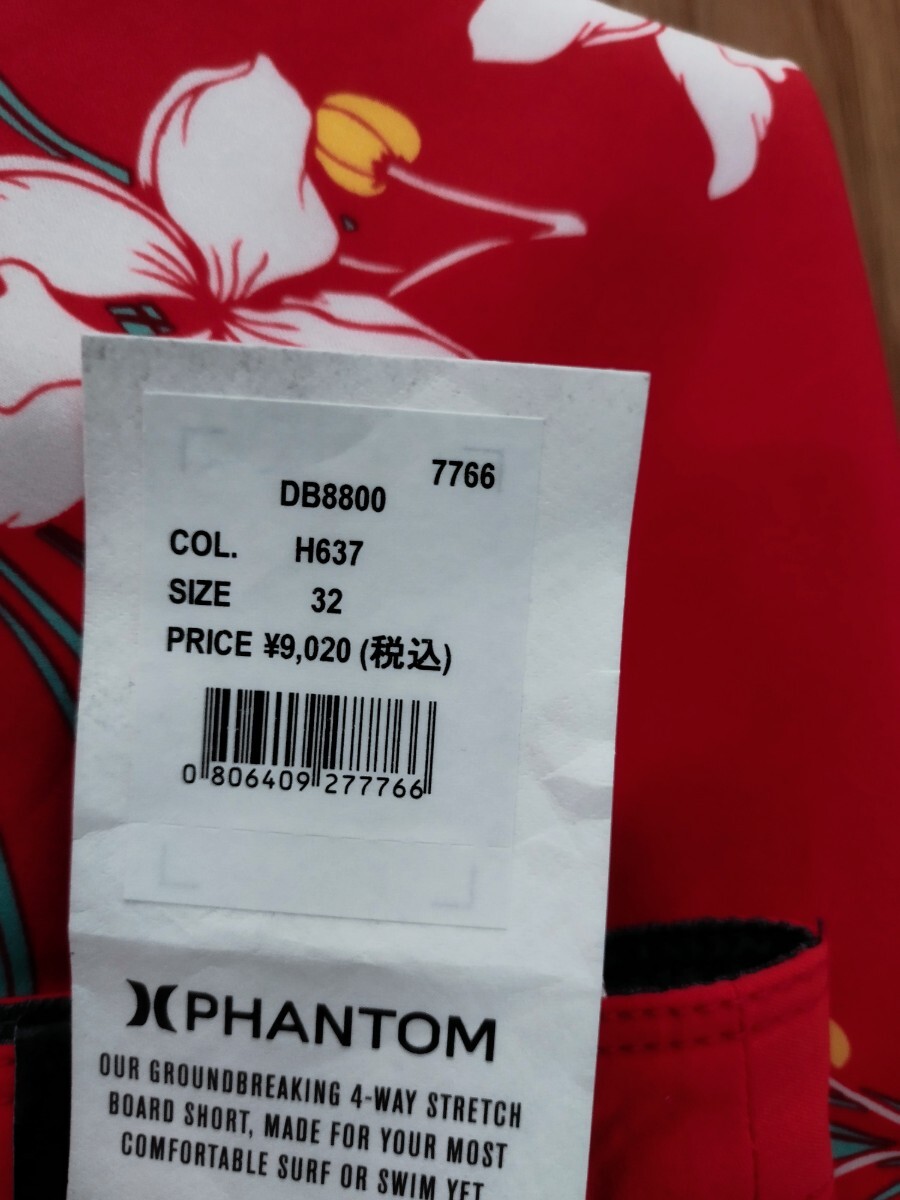 7766
DB8800
COL. H637
SIZE 32
PRICE ¥9,020 (税込)
0 806409 277766
PHANTOM
OUR GROUNDBREAKING 4-WAY STRETCH
BOARD SHORT, MADE FOR YOUR MOST
COMFORTABLE SURF OR SWIM YET